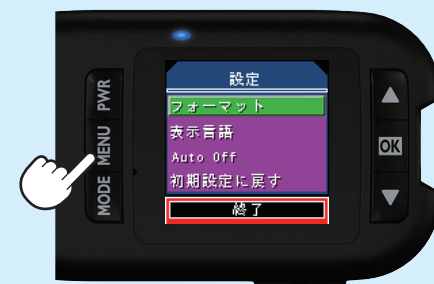 PWR
MENU
MODE
設定
フォーマット
表示言語
Auto Off
初期設定に戻す
終了
OK